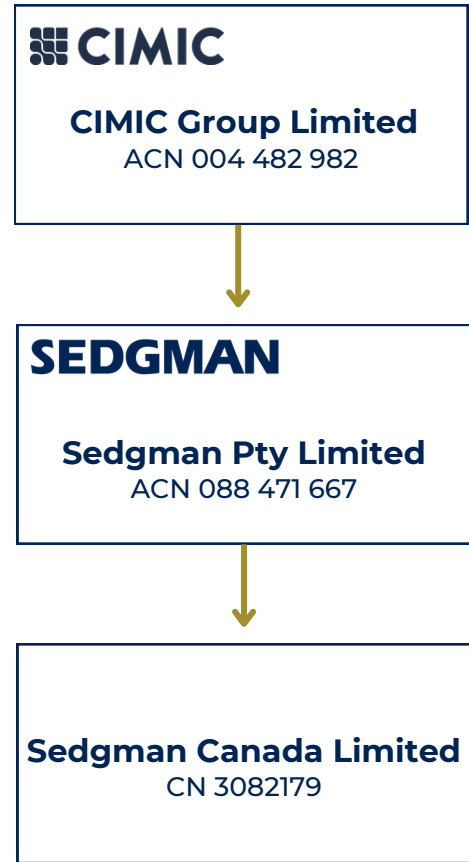 CIMIC
CIMIC Group Limited
ACN 004 482 982
SEDGMAN
Sedgman Pty Limited
ACN 088 471 667
Sedgman Canada Limited
CN 3082179